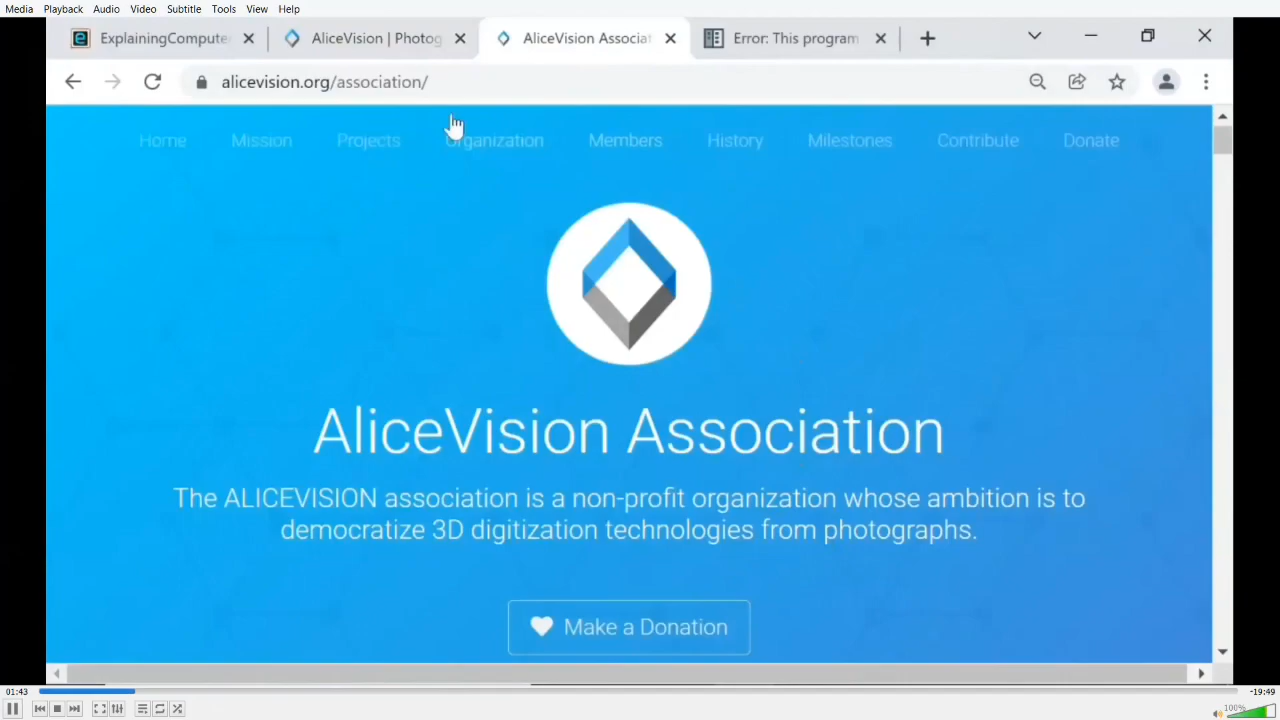 Media Playback Audio Video Subtitle Tools View Help
ExplainingCompute
AliceVision | Photog
AliceVision Associat
Error: This program
alicevision.org/association/
Home Mission Projects Organization Members History Milestones Contribute Donate
AliceVision Association
The ALICEVISION association is a non-profit organization whose ambition is to
democratize 3D digitization technologies from photographs.
Make a Donation
01:43 -19:49
100%